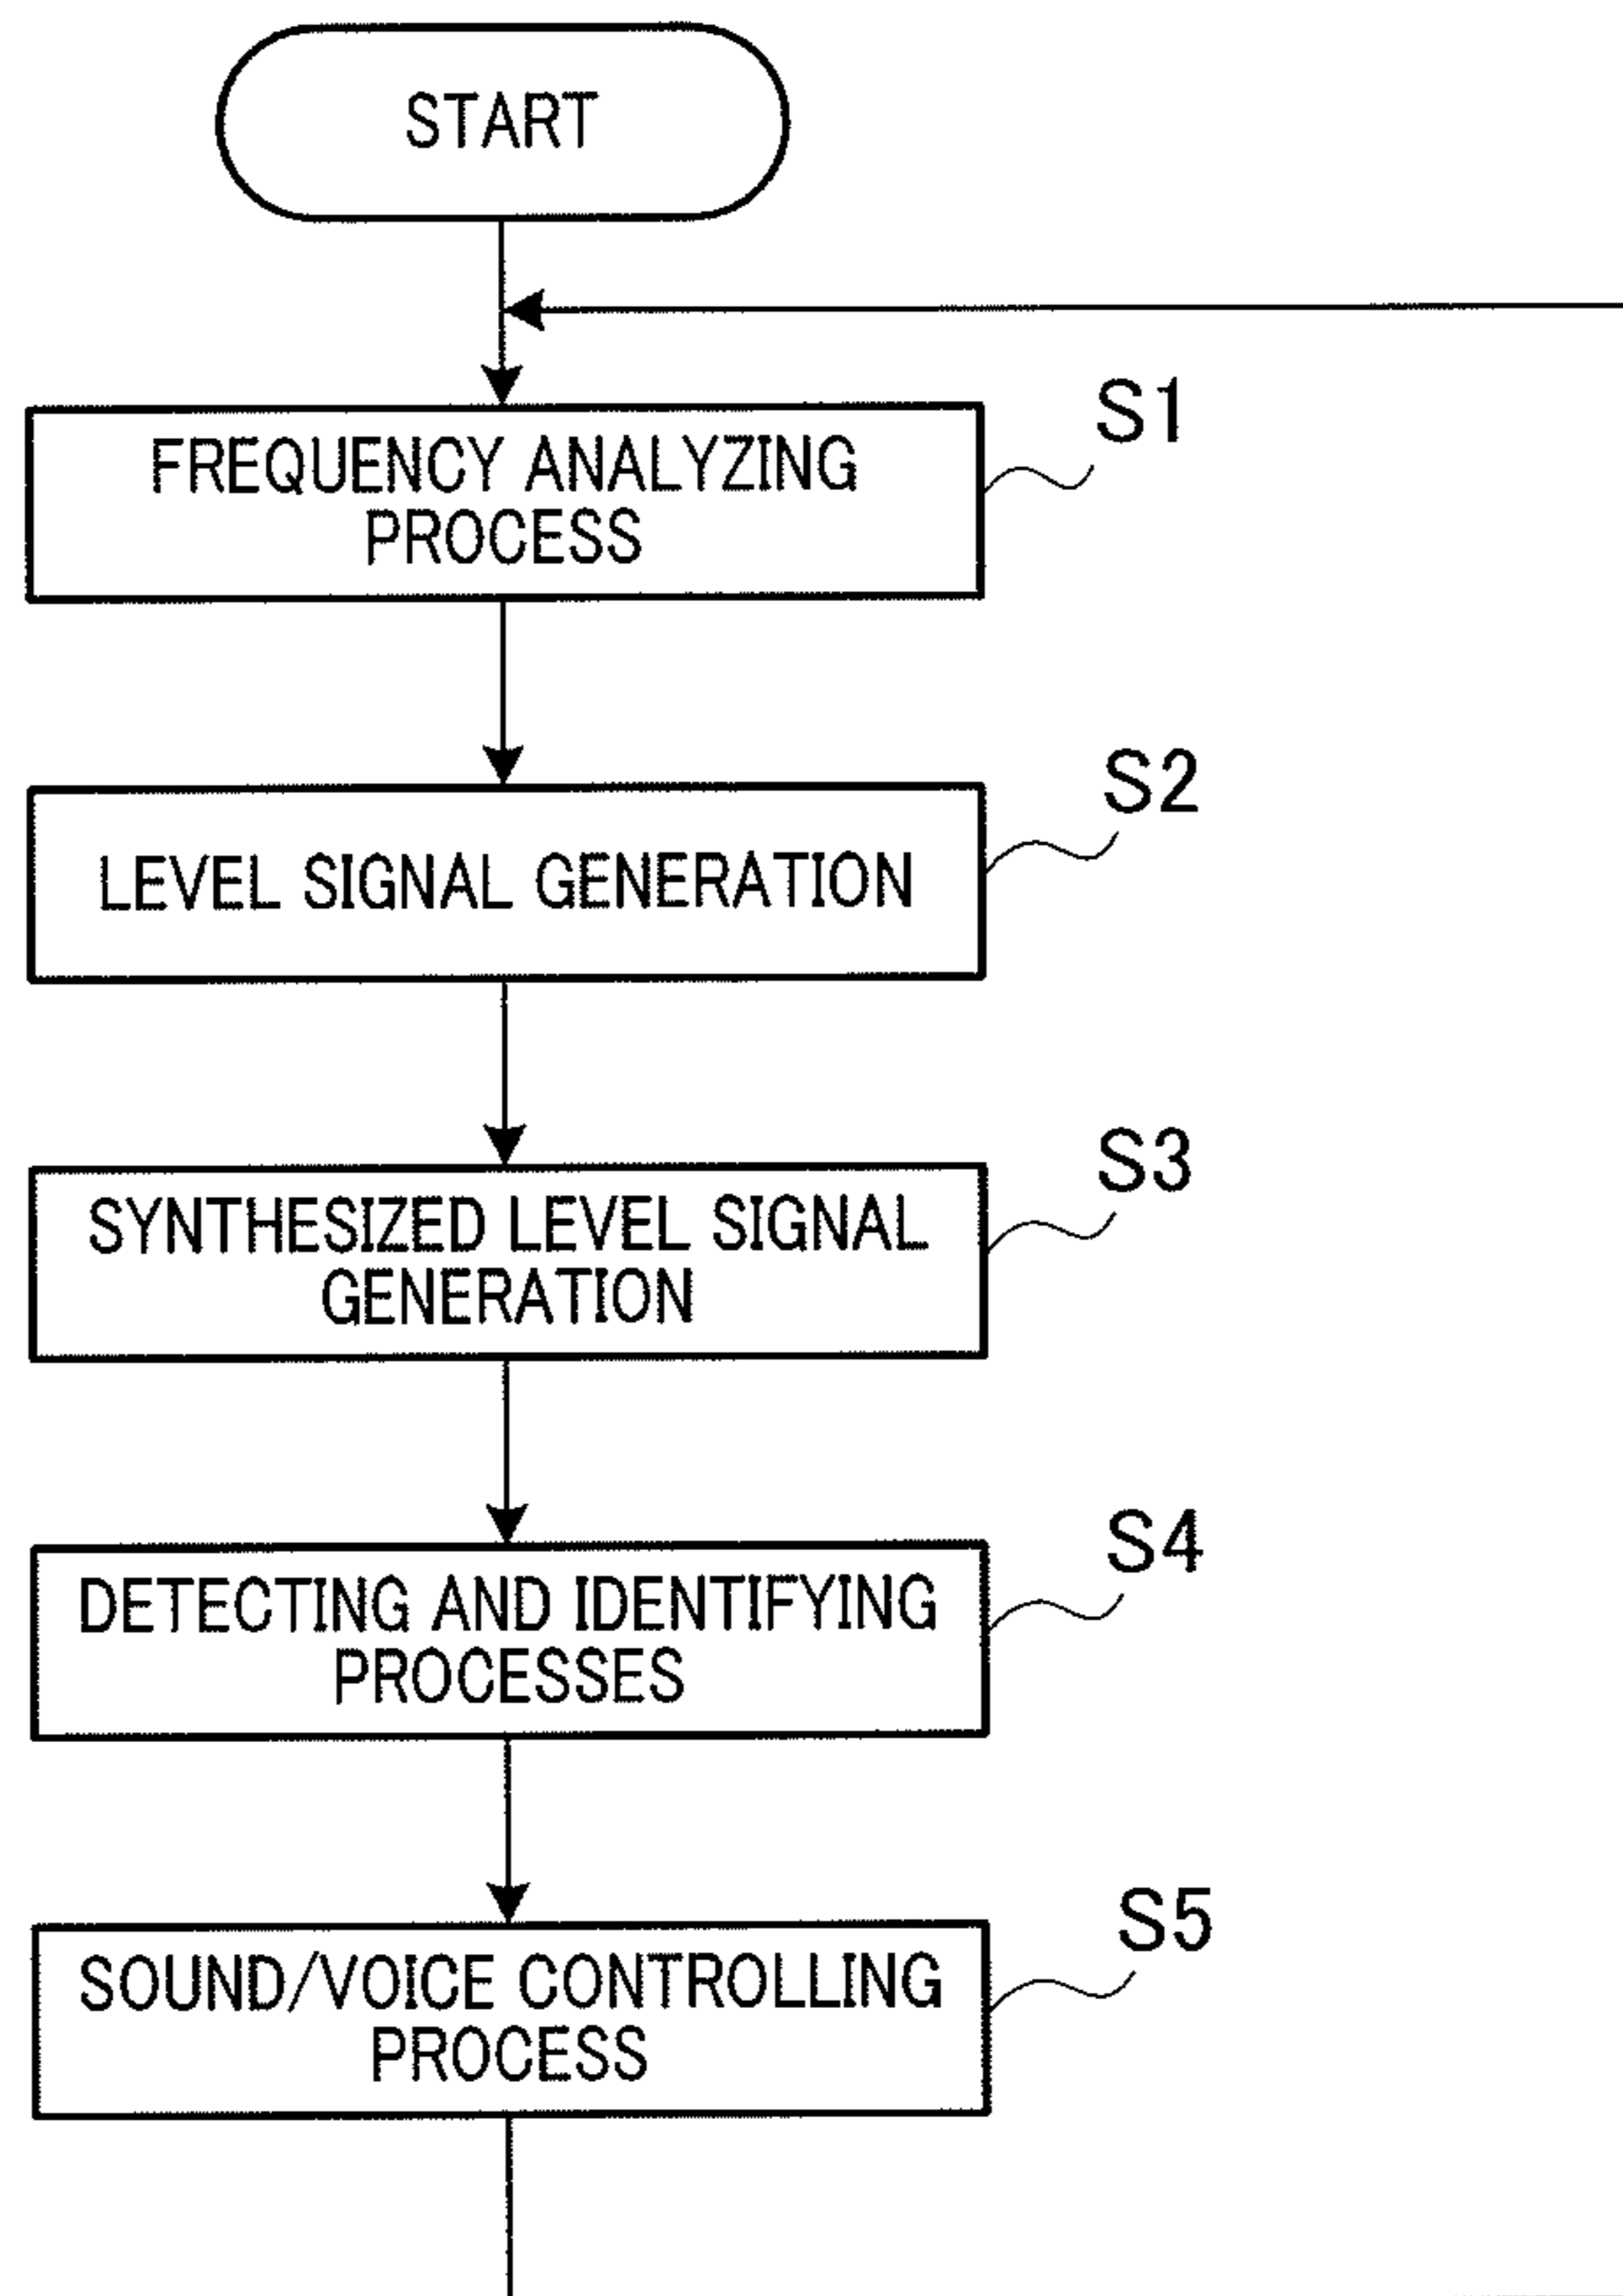 START
S1
FREQUENCY ANALYZING
PROCESS
S2
LEVEL SIGNAL GENERATION
S3
SYNTHESIZED LEVEL SIGNAL
GENERATION
S4
DETECTING AND IDENTIFYING
PROCESSES
S5
SOUND/VOICE CONTROLLING
PROCESS